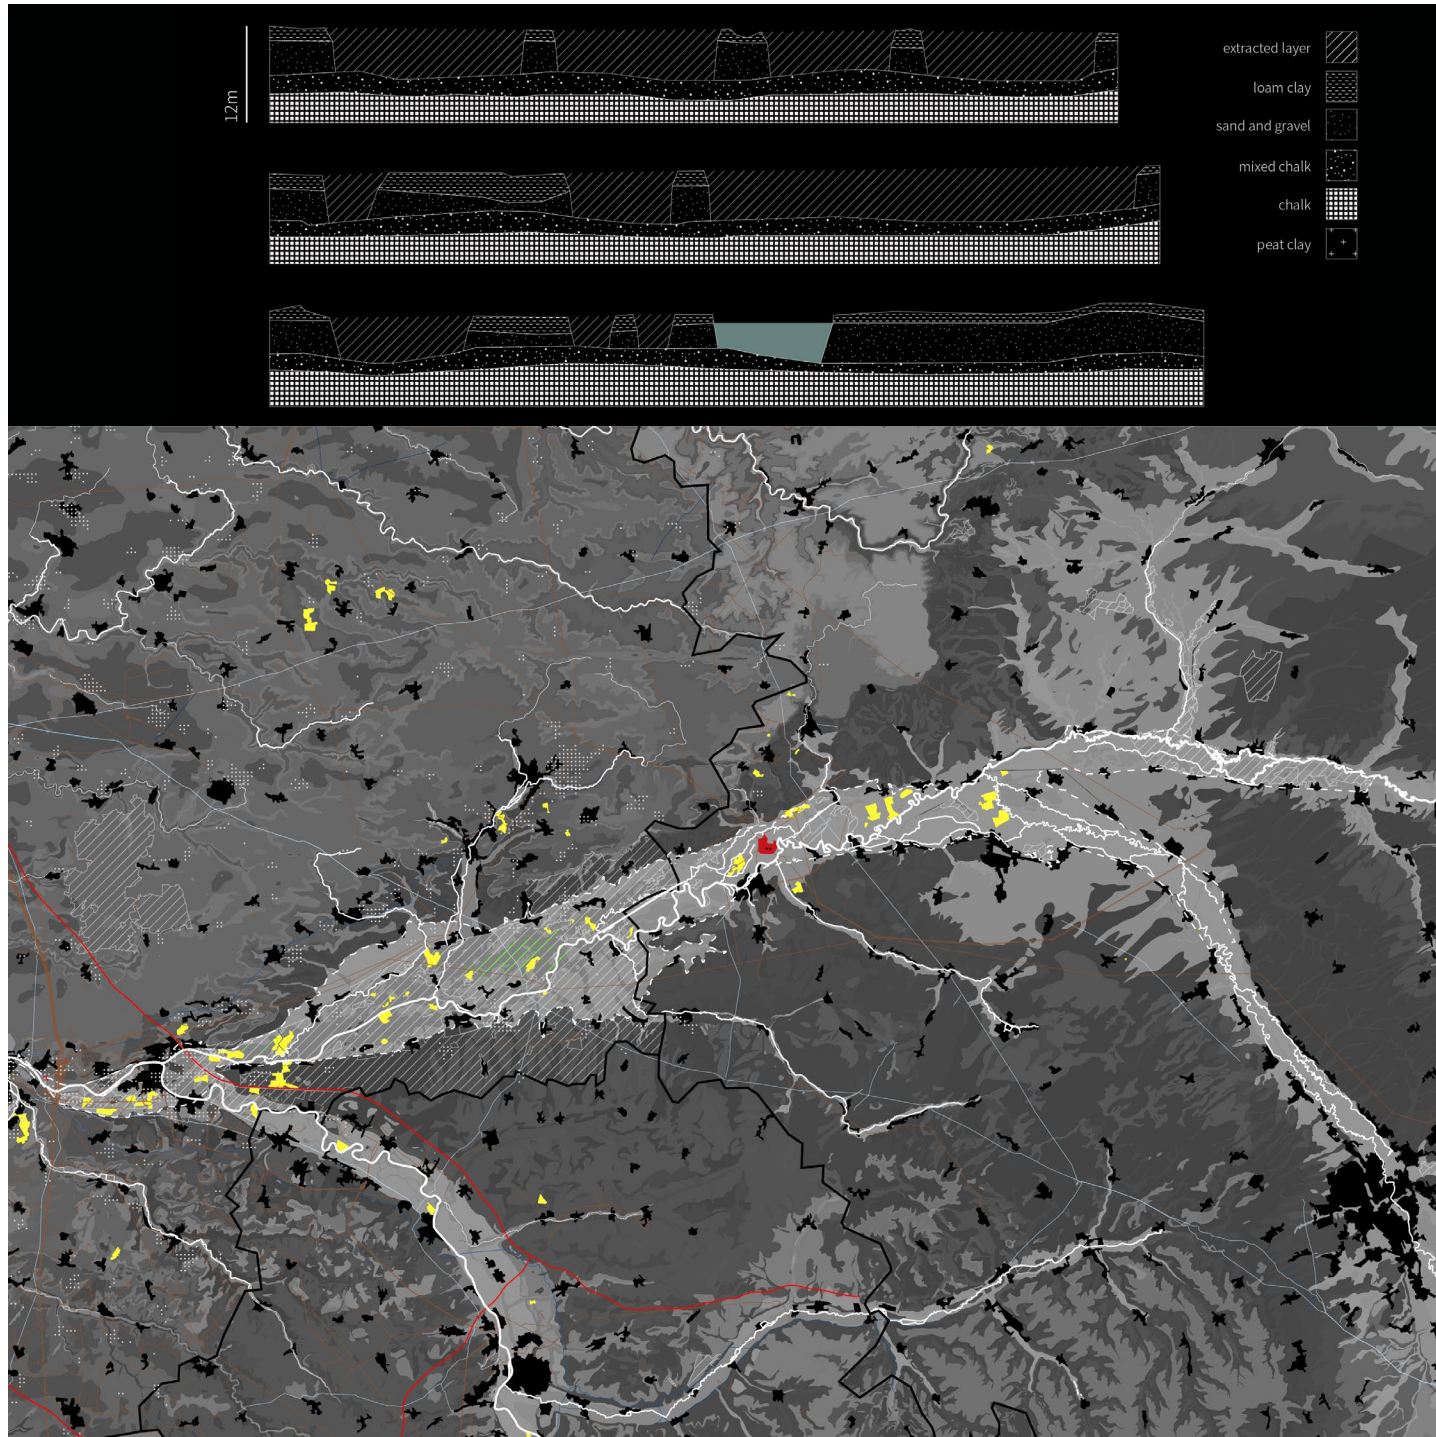 12m
extracted layer
loam clay
sand and gravel
mixed chalk
chalk
peat clay